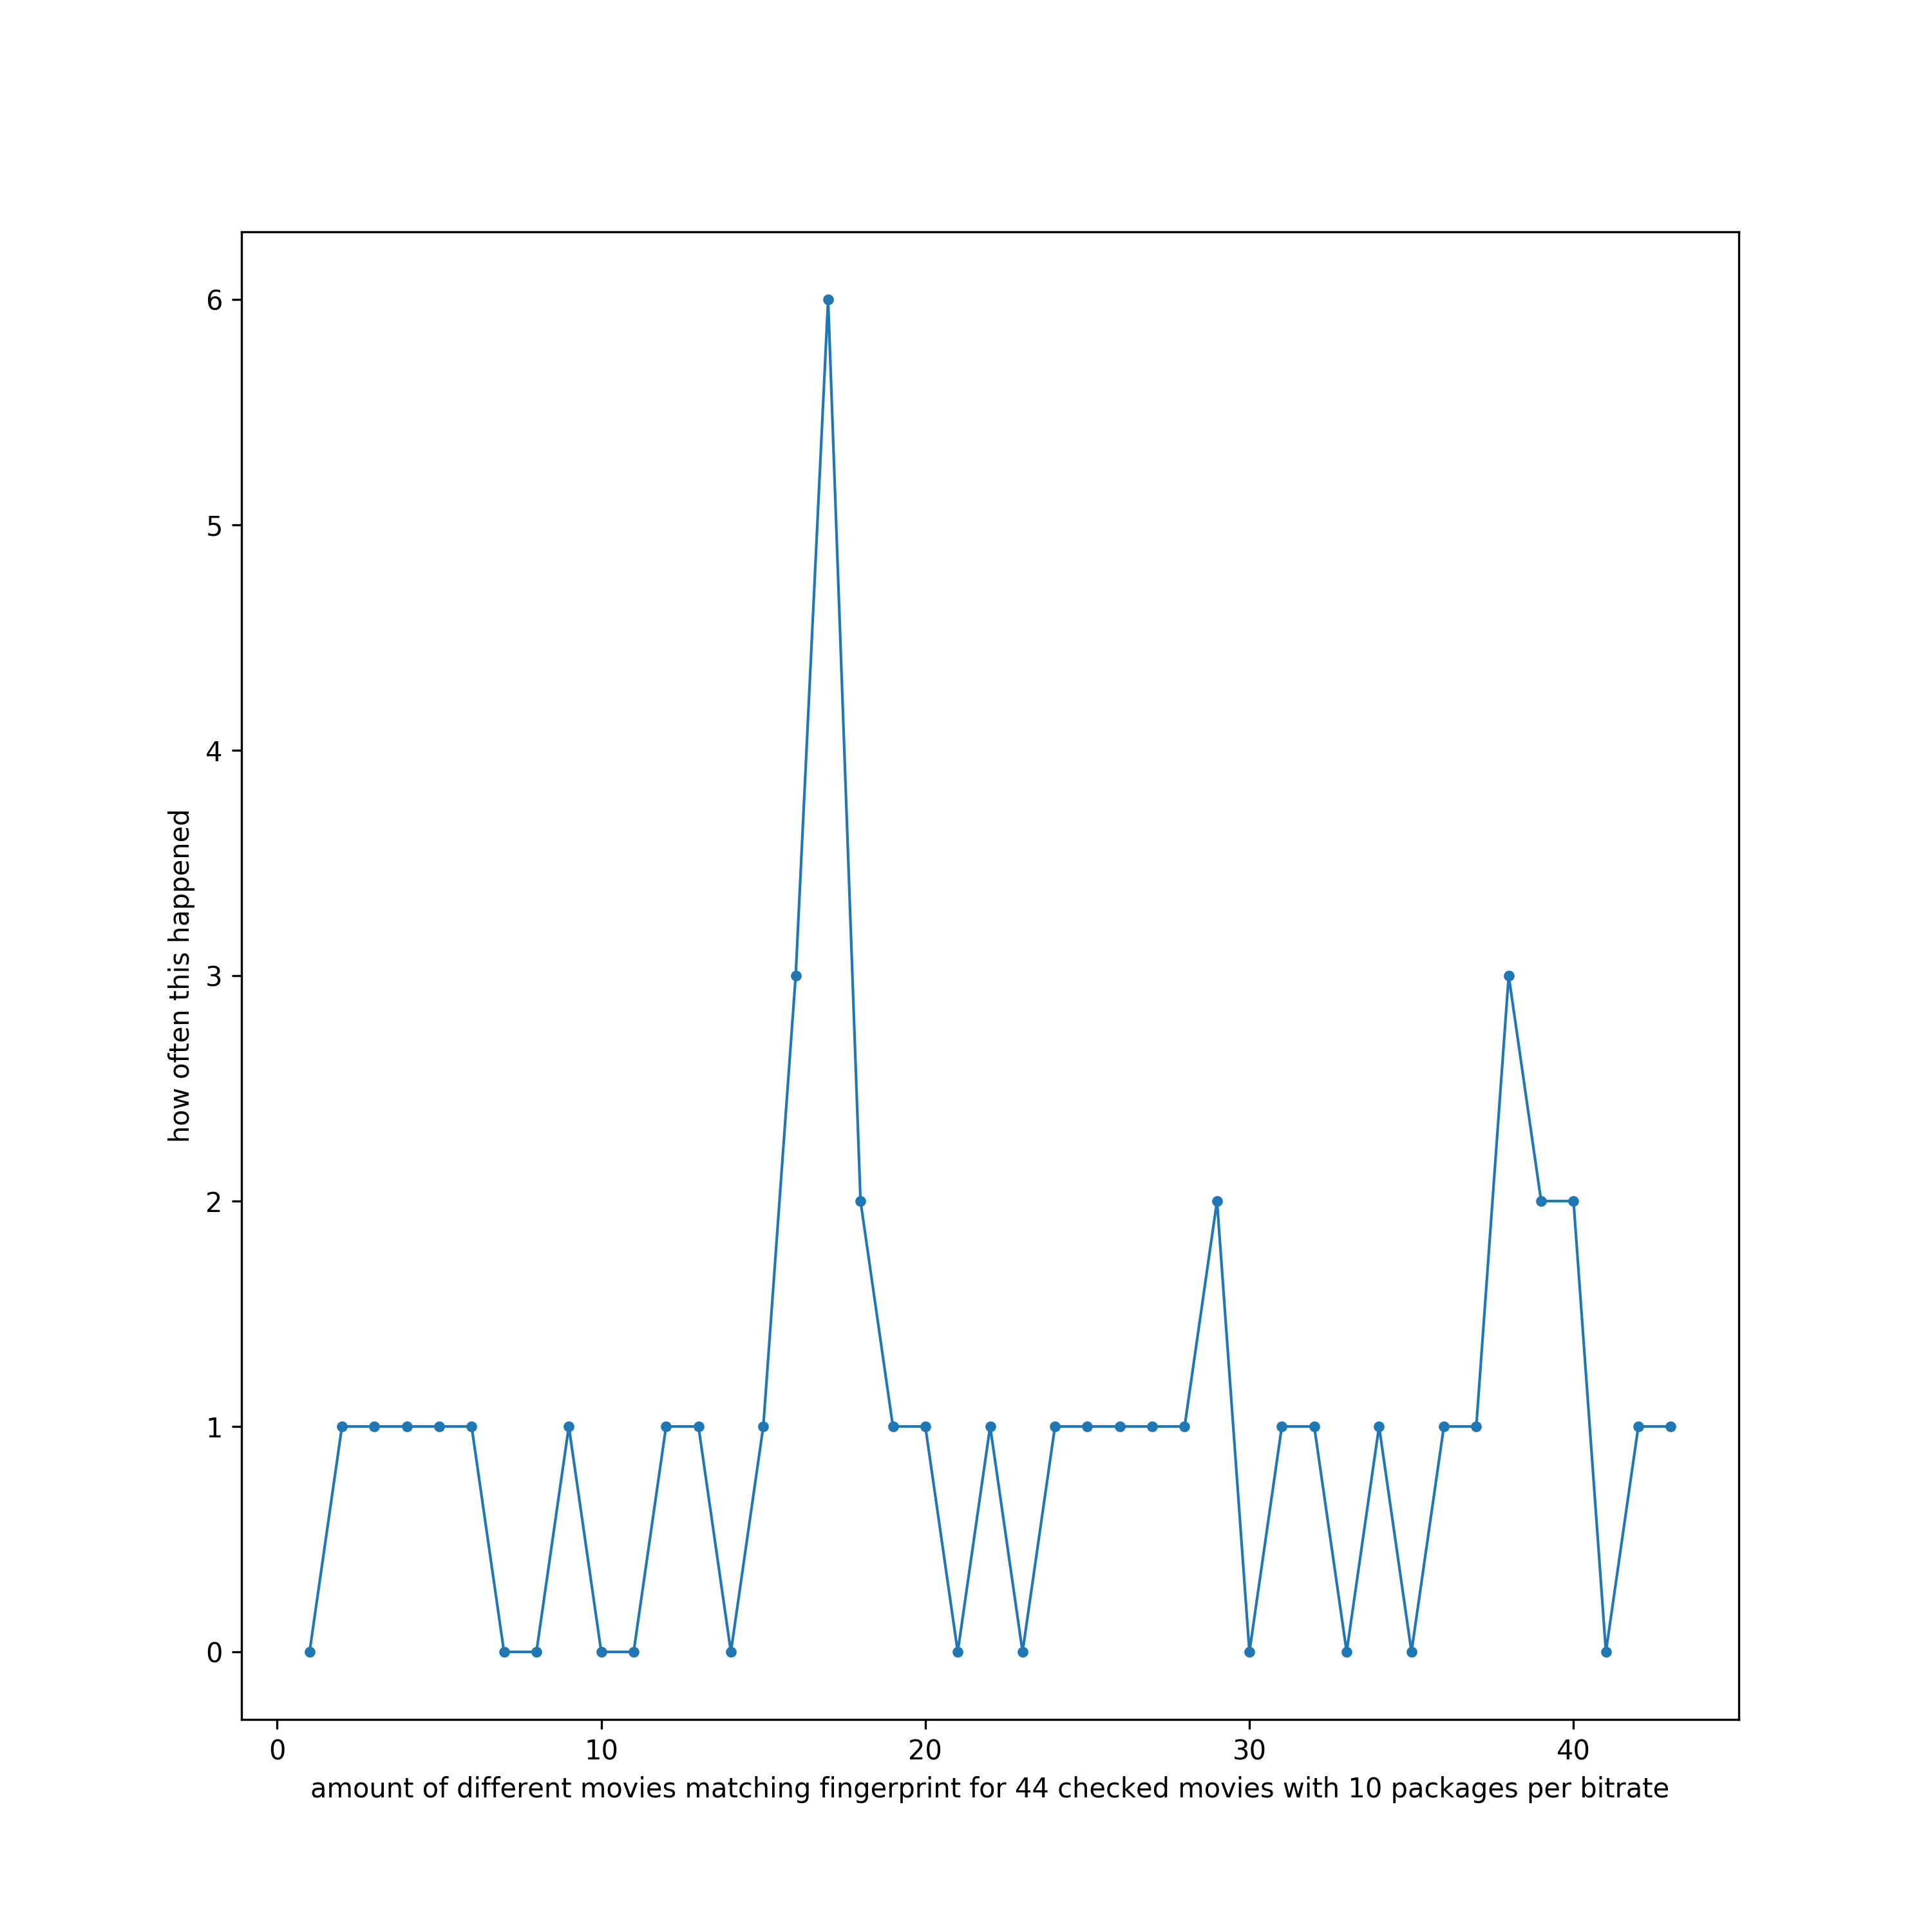 6
5
4
3
2
1
0
how often this happened
0 10 20 30 40
amount of different movies matching fingerprint for 44 checked movies with 10 packages per bitrate